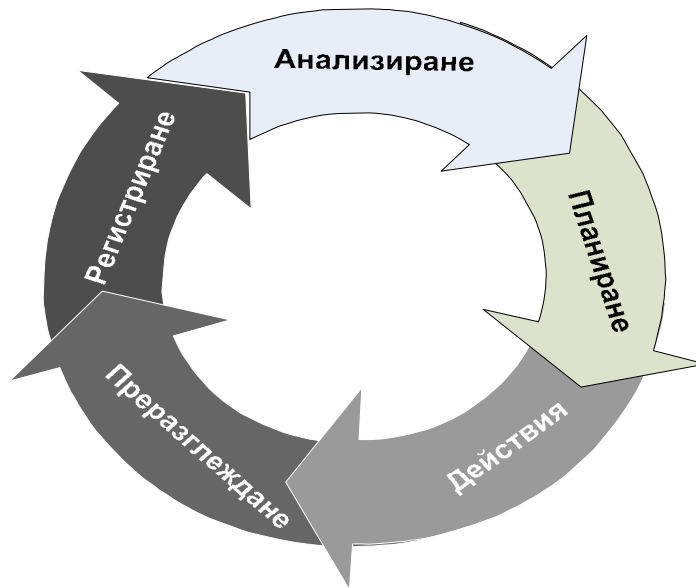 Анализиране
Планиране
Действия
Преразглеждане
Регистриране